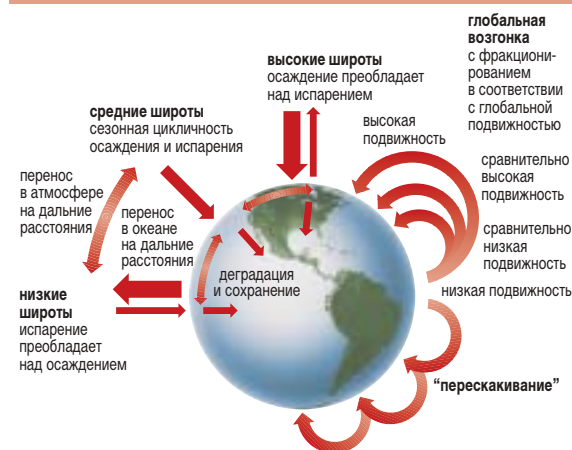 глобальная
возгонка
с фракциони-
рованием
в соответствии
с глобальной
подвижностью
высокие широты
осаждение преобладает
над испарением
средние широты
сезонная цикличность
осаждения и испарения
высокая
подвижность
сравнительно
высокая
подвижность
сравнительно
низкая
подвижность
низкая подвижность
перенос
в атмосфере
на дальние
расстояния
перенос
в океане
на дальние
расстояния
деградация
и сохранение
низкие
широты
испарение
преобладает
над осаждением
“перескакивание”